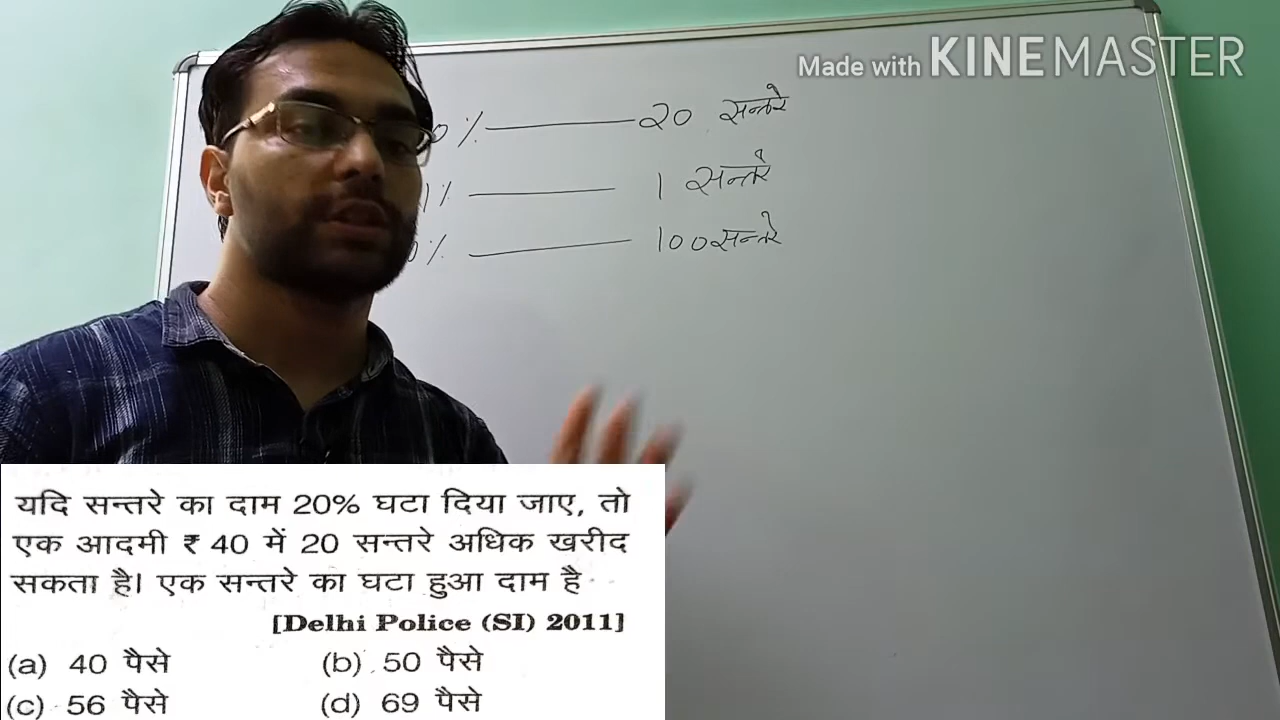 Made with KINEMASTER
% 20 सन्तरे
1% 1 सन्तरे
% 100 सन्तरे
यदि सन्तरे का दाम 20% घटा दिया जाए, तो
एक आदमी ₹ 40 में 20 सन्तरे अधिक खरीद
सकता है। एक सन्तरे का घटा हुआ दाम है
[Delhi Police (SI) 2011]
(a) 40 पैसे (b) 50 पैसे
(c) 56 पैसे (d) 69 पैसे